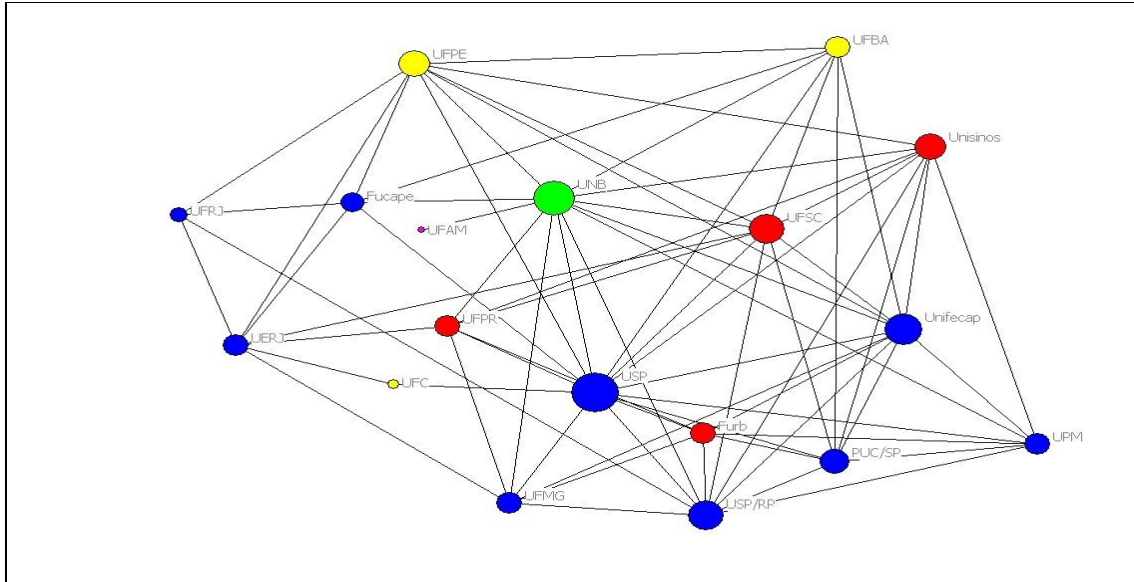 UFPE
UFBA
Unisinos
UNB
Fucape
UFRJ
UFAM
UFSC
UFPR
Unifecap
UERJ
UFC
USP
Furb
UPM
PUC/SP
UFMG
USP/RP